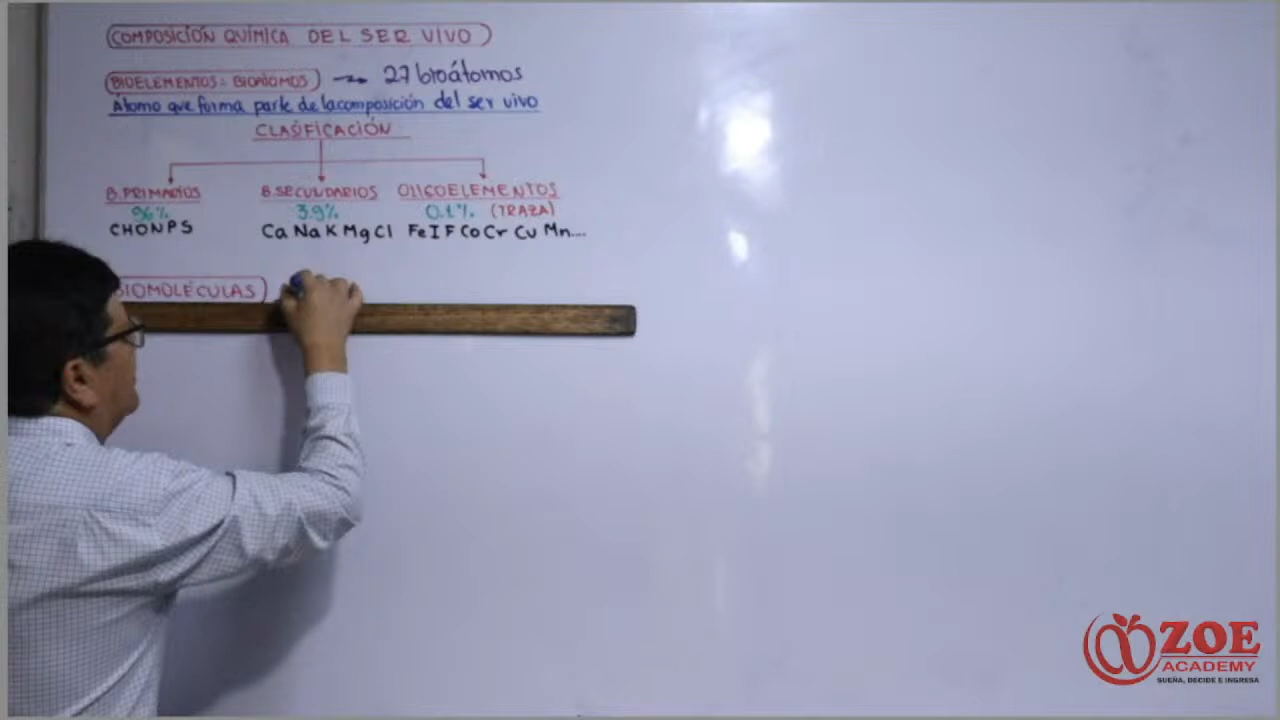 COMPOSICIÓN QUÍMICA DEL SER VIVO
BIOELEMENTOS = BIOÁTOMOS → 27 bioátomos
Átomo que forma parte de la composición del ser vivo
CLASIFICACIÓN
B. PRIMARIOS B. SECUNDARIOS OLIGOELEMENTOS
96% 3.9% 0.1% (TRAZA)
CHONPS Ca Na K Mg Cl Fe I F Co Cr Cu Mn....
BIOMOLÉCULAS
ZOE
ACADEMY
SUEÑA, DECIDE E INGRESA